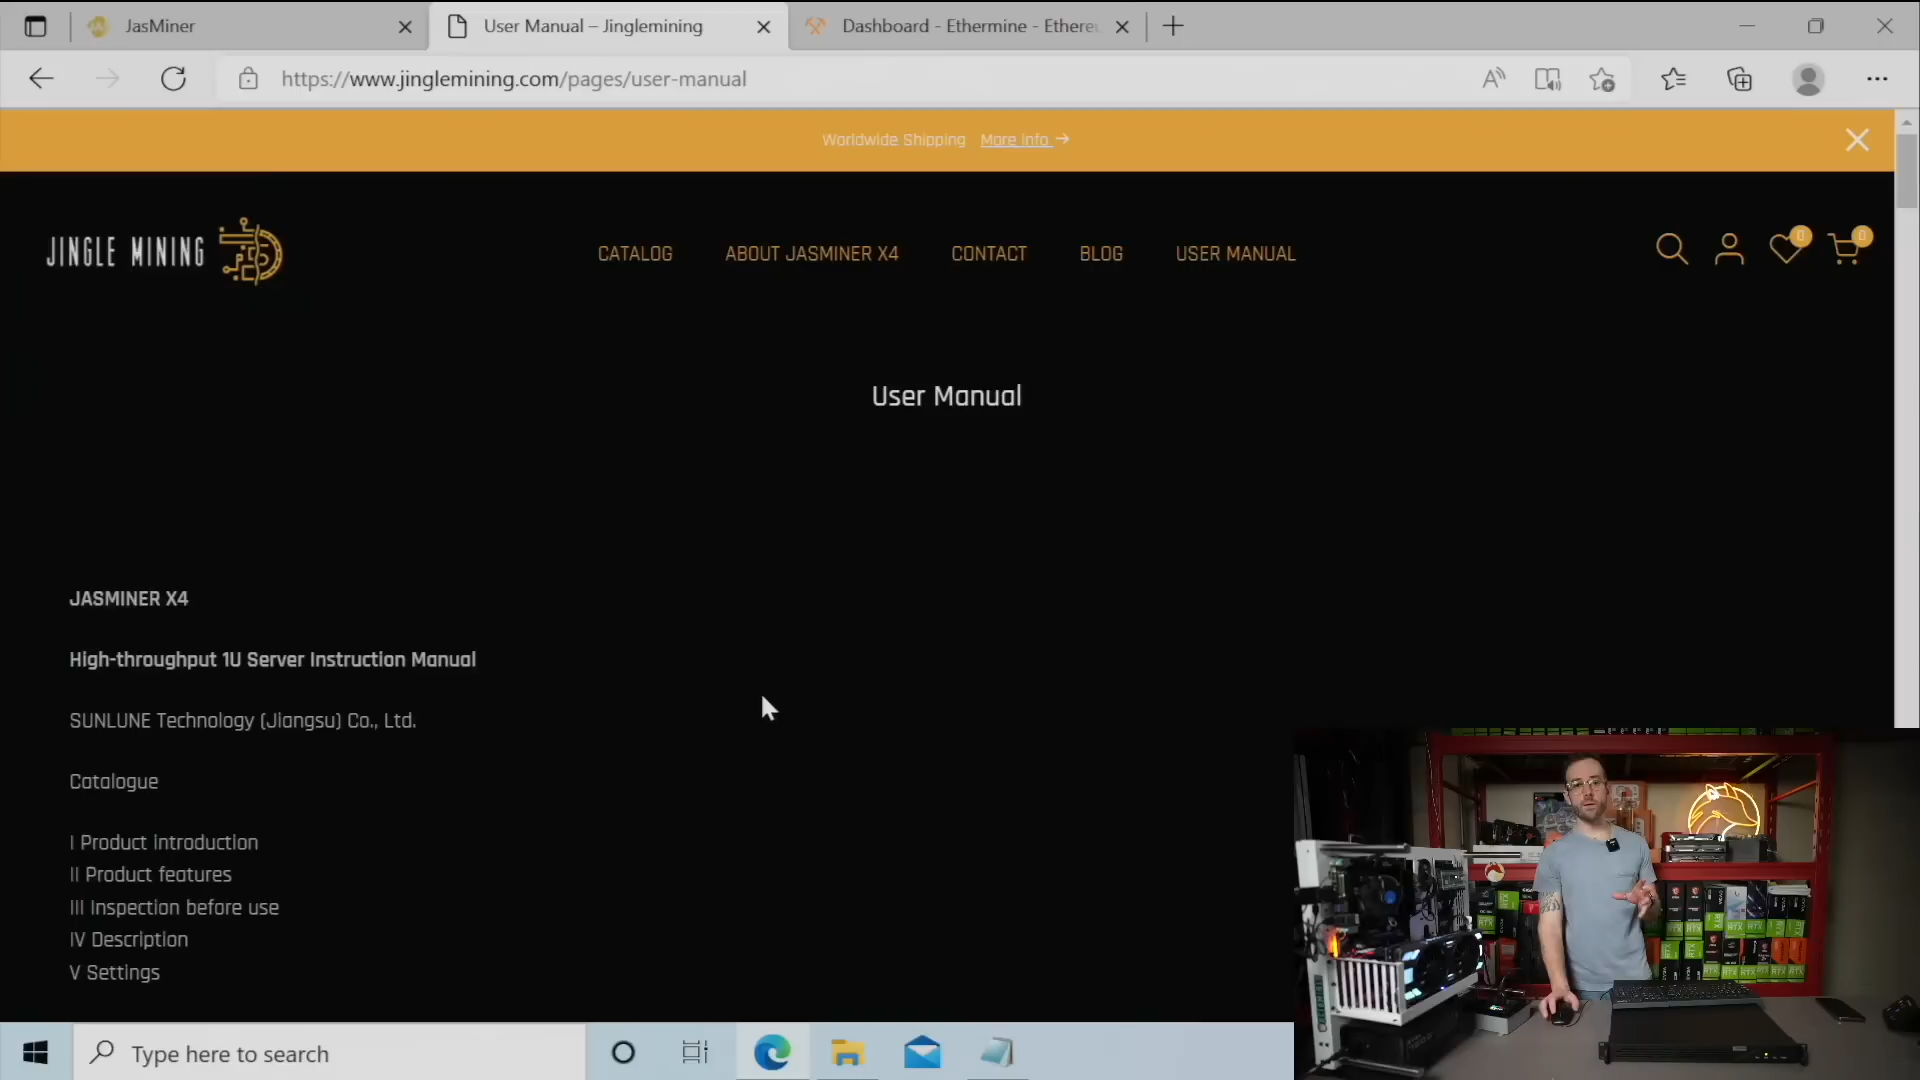 JasMiner
User Manual – Jinglemining
Dashboard - Ethermine - Ethere
https://www.jinglemining.com/pages/user-manual
Worldwide Shipping More info →
JINGLE MINING
CATALOG
ABOUT JASMINER X4
CONTACT
BLOG
USER MANUAL
0
0
User Manual
JASMINER X4
High-throughput 1U Server Instruction Manual
SUNLUNE Technology (Jiangsu) Co., Ltd.
Catalogue
I Product introduction
II Product features
III Inspection before use
IV Description
V Settings
Type here to search